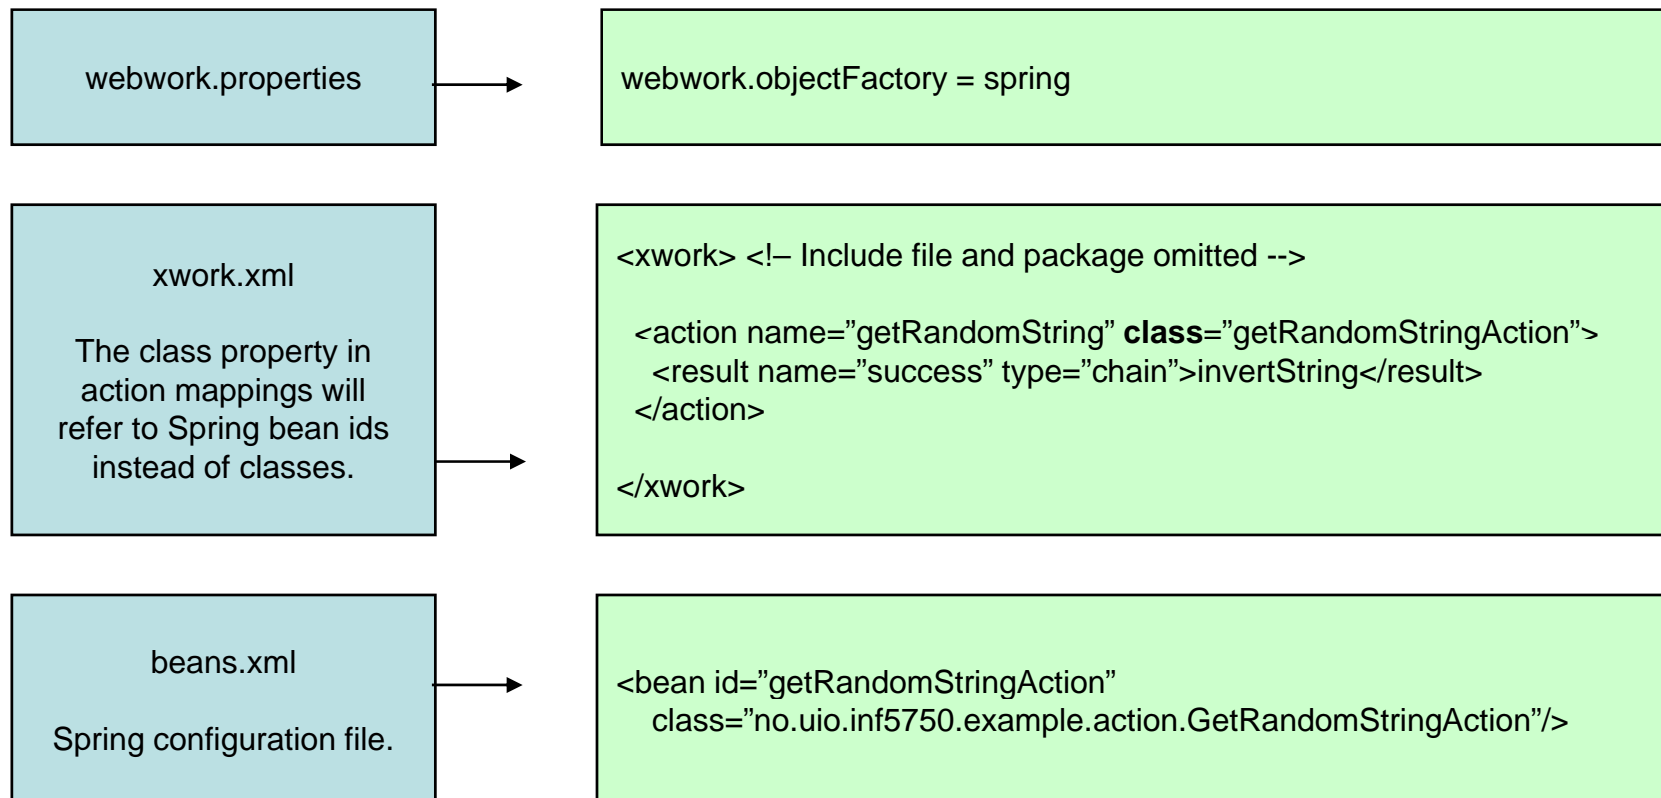 webwork.properties
webwork.objectFactory = spring
xwork.xml
The class property in
action mappings will
refer to Spring bean ids
instead of classes.
<xwork> <!– Include file and package omitted -->
<action name=”getRandomString” class=”getRandomStringAction”>
<result name=”success” type=”chain”>invertString</result>
</action>
</xwork>
beans.xml
Spring configuration file.
<bean id=”getRandomStringAction”
class=”no.uio.inf5750.example.action.GetRandomStringAction”/>